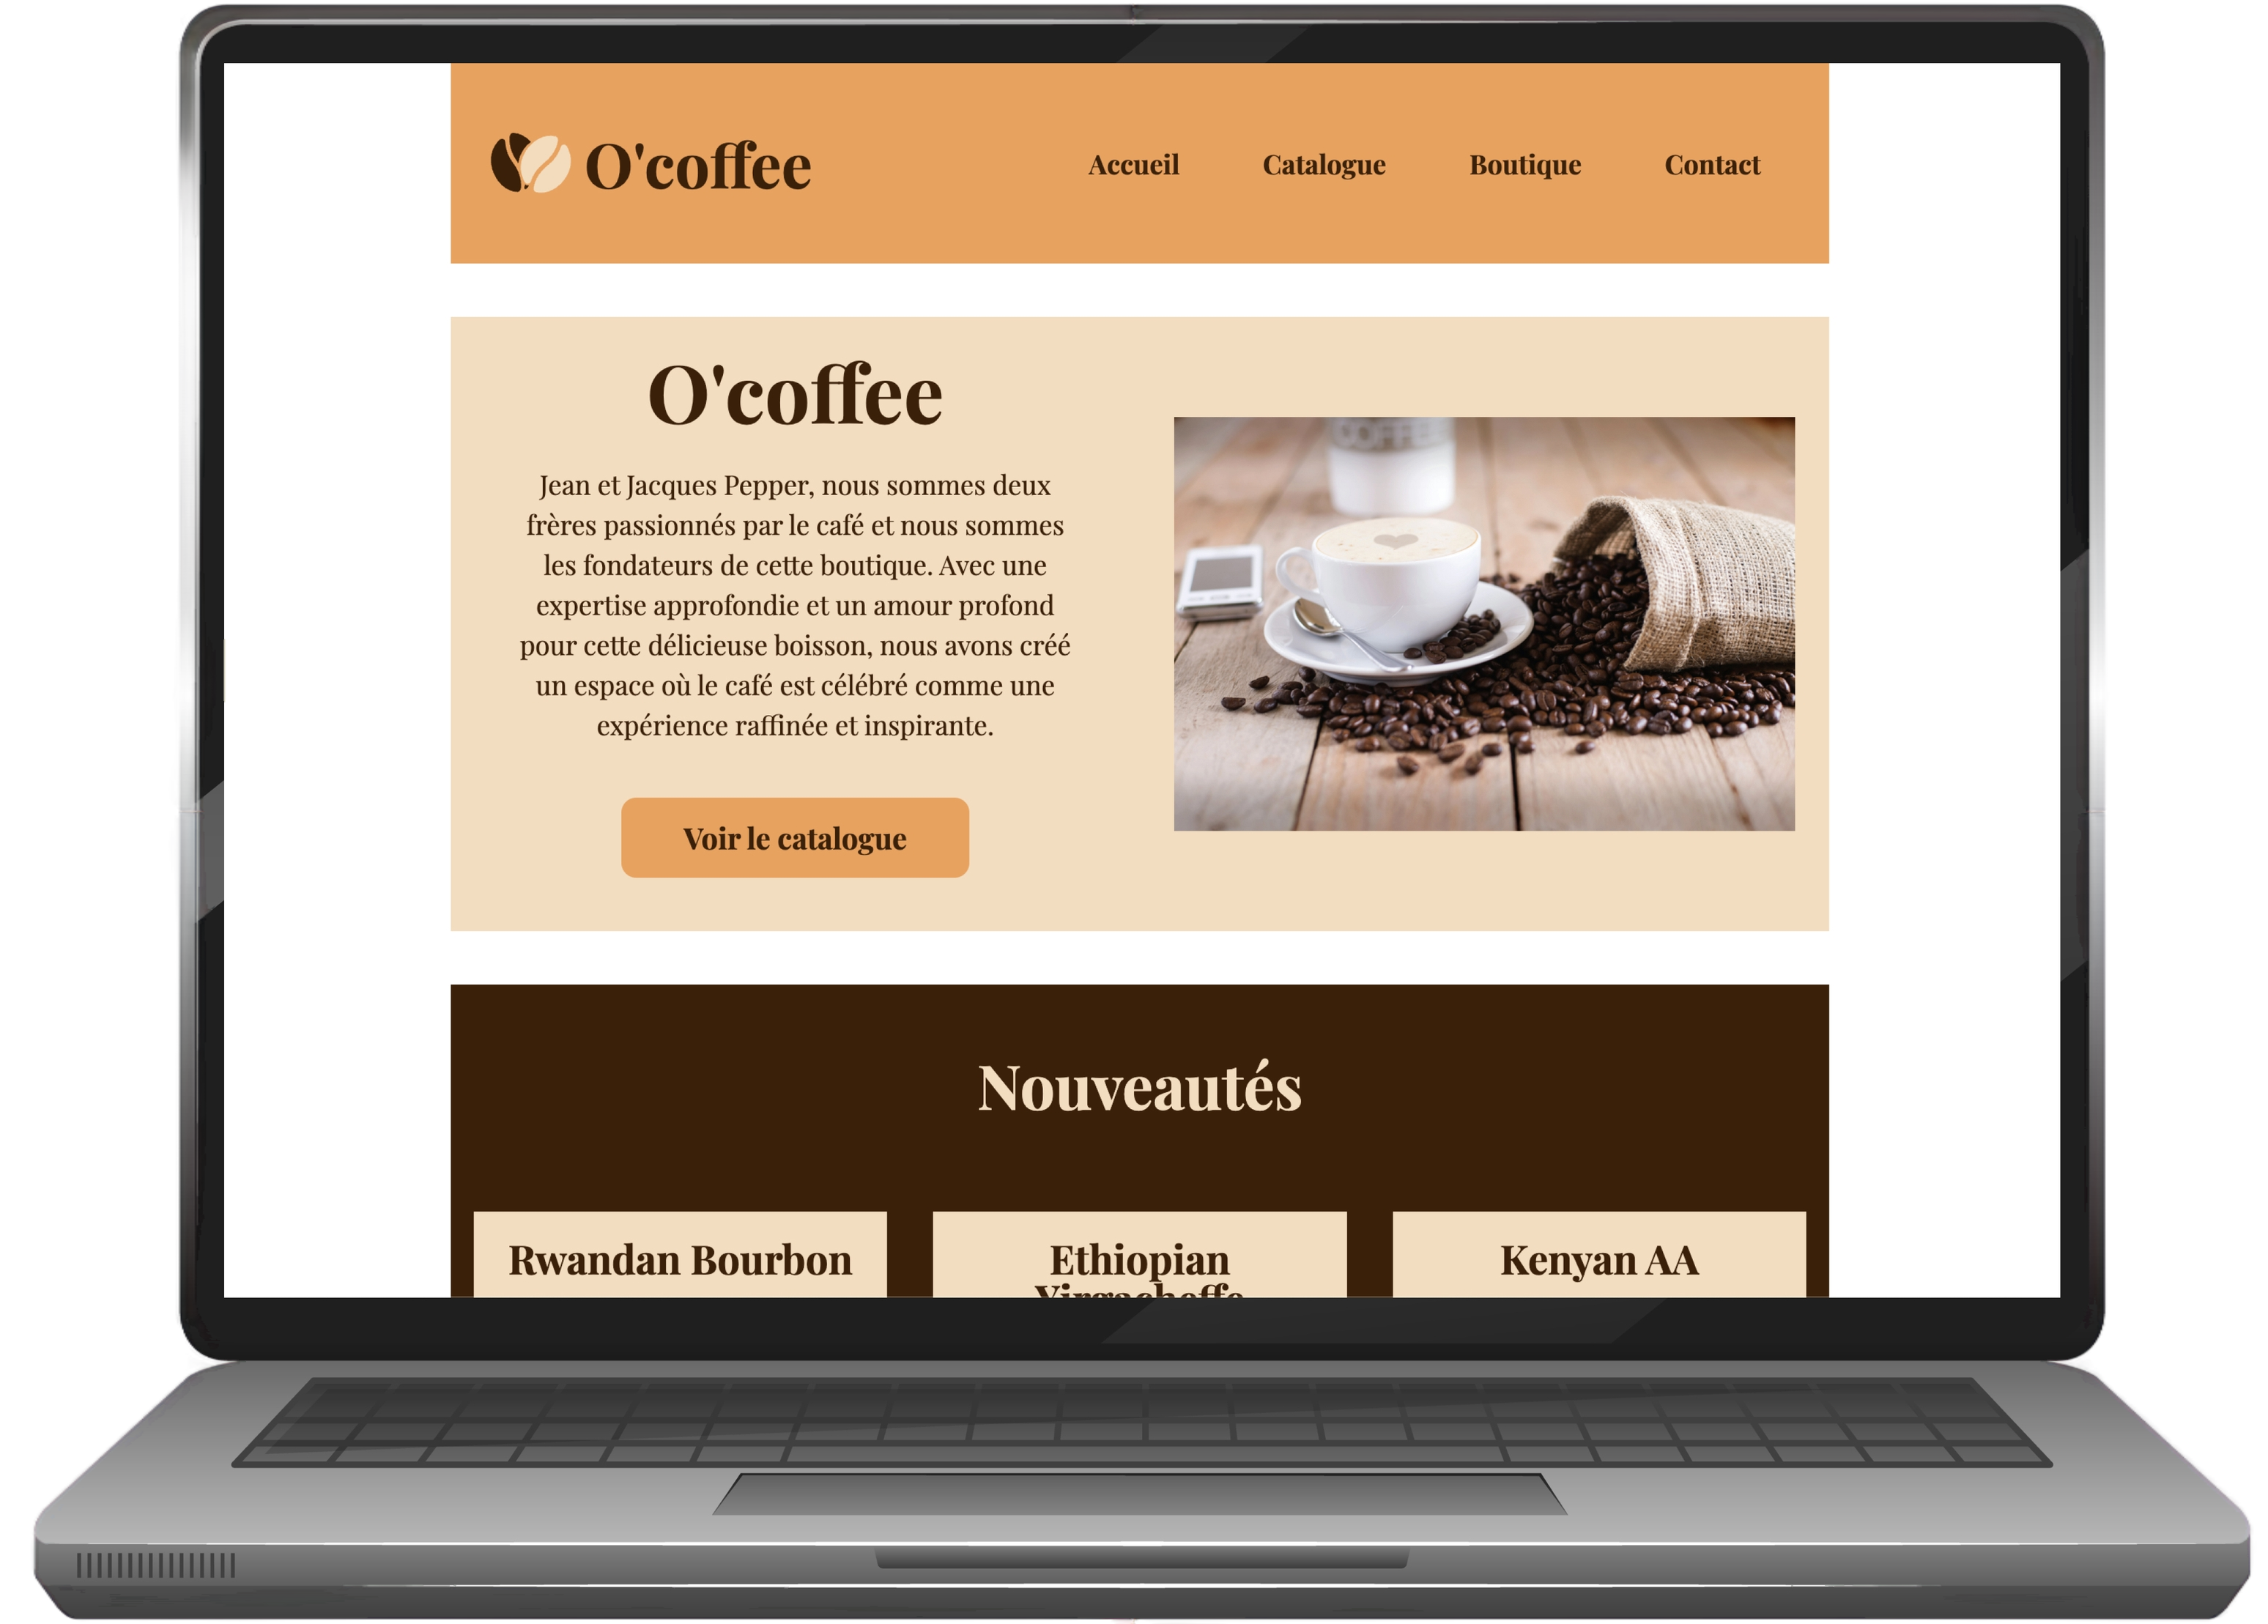 O'coffee
Accueil Catalogue Boutique Contact
O'coffee
Jean et Jacques Pepper, nous sommes deux
frères passionnés par le café et nous sommes
les fondateurs de cette boutique. Avec une
expertise approfondie et un amour profond
pour cette délicieuse boisson, nous avons créé
un espace où le café est célébré comme une
expérience raffinée et inspirante.
Voir le catalogue
COFFEE
Nouveautés
Rwandan Bourbon
Ethiopian
Yirgacheffe
Kenyan AA